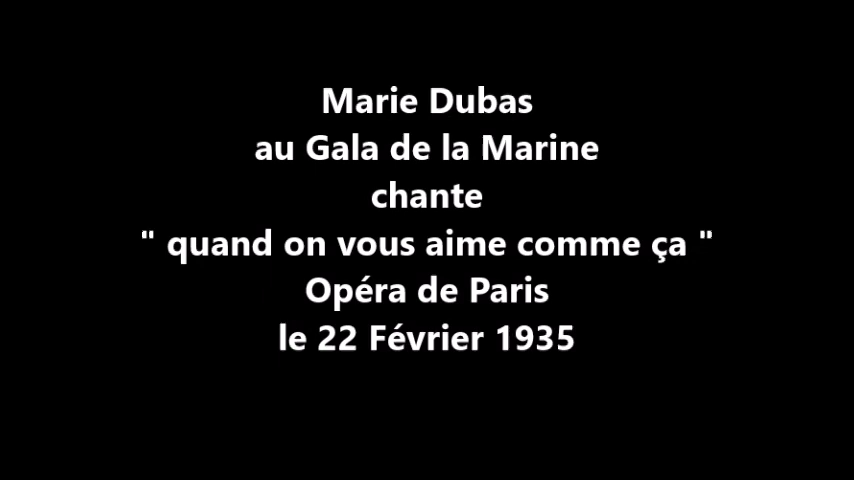 Marie Dubas
au Gala de la Marine
chante
" quand on vous aime comme ça "
Opéra de Paris
le 22 Février 1935